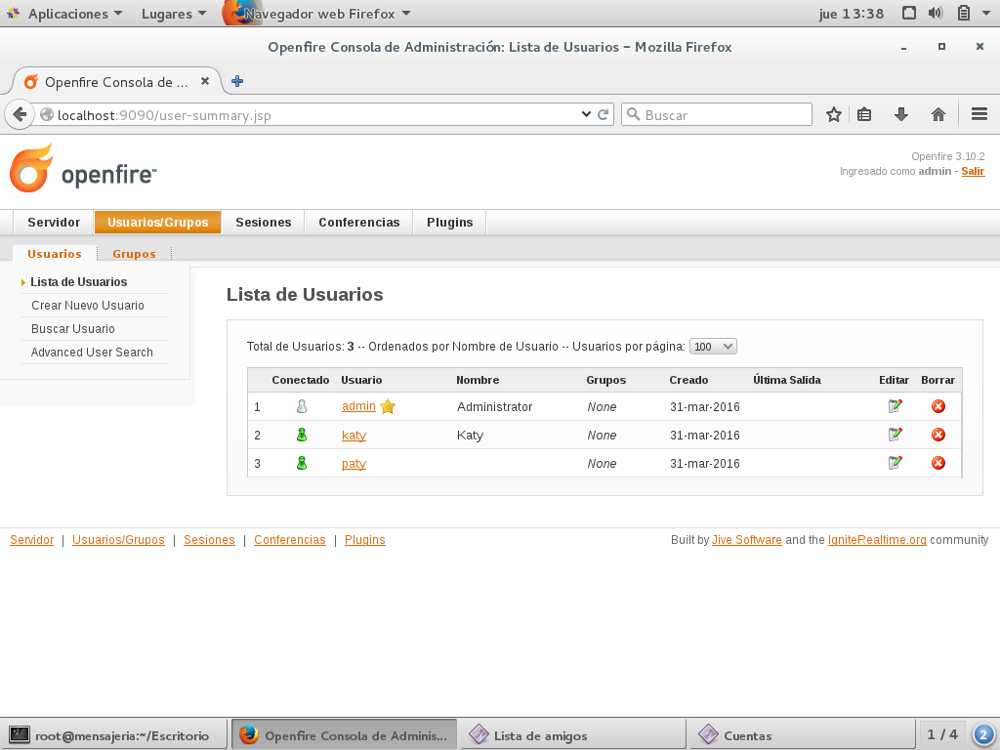 Aplicaciones Lugares Navegador web Firefox jue 13:38
Openfire Consola de Administración: Lista de Usuarios – Mozilla Firefox
Openfire Consola de ...
localhost:9090/user-summary.jsp Buscar
openfire™
Openfire 3.10.2
Ingresado como admin - Salir
Servidor Usuarios/Grupos Sesiones Conferencias Plugins
Usuarios Grupos
Lista de Usuarios
Crear Nuevo Usuario
Buscar Usuario
Advanced User Search
Lista de Usuarios
Total de Usuarios: 3 -- Ordenados por Nombre de Usuario -- Usuarios por página: 100
Conectado Usuario Nombre Grupos Creado Última Salida Editar Borrar
1 admin Administrator None 31-mar-2016
2 katy Katy None 31-mar-2016
3 paty None 31-mar-2016
Servidor | Usuarios/Grupos | Sesiones | Conferencias | Plugins
Built by Jive Software and the IgniteRealtime.org community
root@mensajeria:~/Escritorio Openfire Consola de Adminis... Lista de amigos Cuentas 1 / 4 2